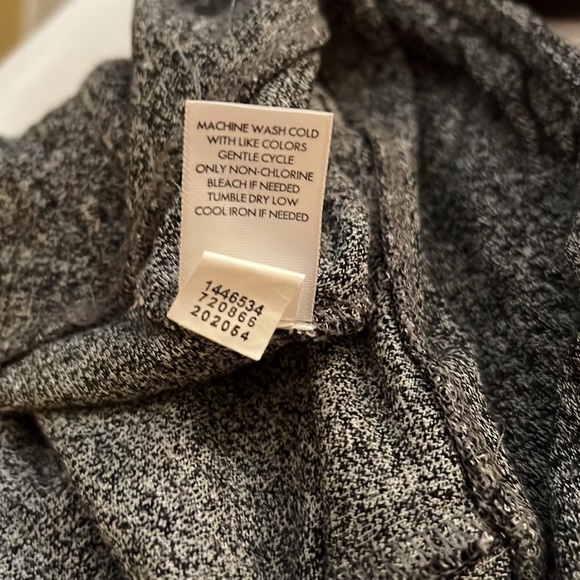 MACHINE WASH COLD
WITH LIKE COLORS
GENTLE CYCLE
ONLY NON-CHLORINE
BLEACH IF NEEDED
TUMBLE DRY LOW
COOL IRON IF NEEDED
1446534
720866
202054